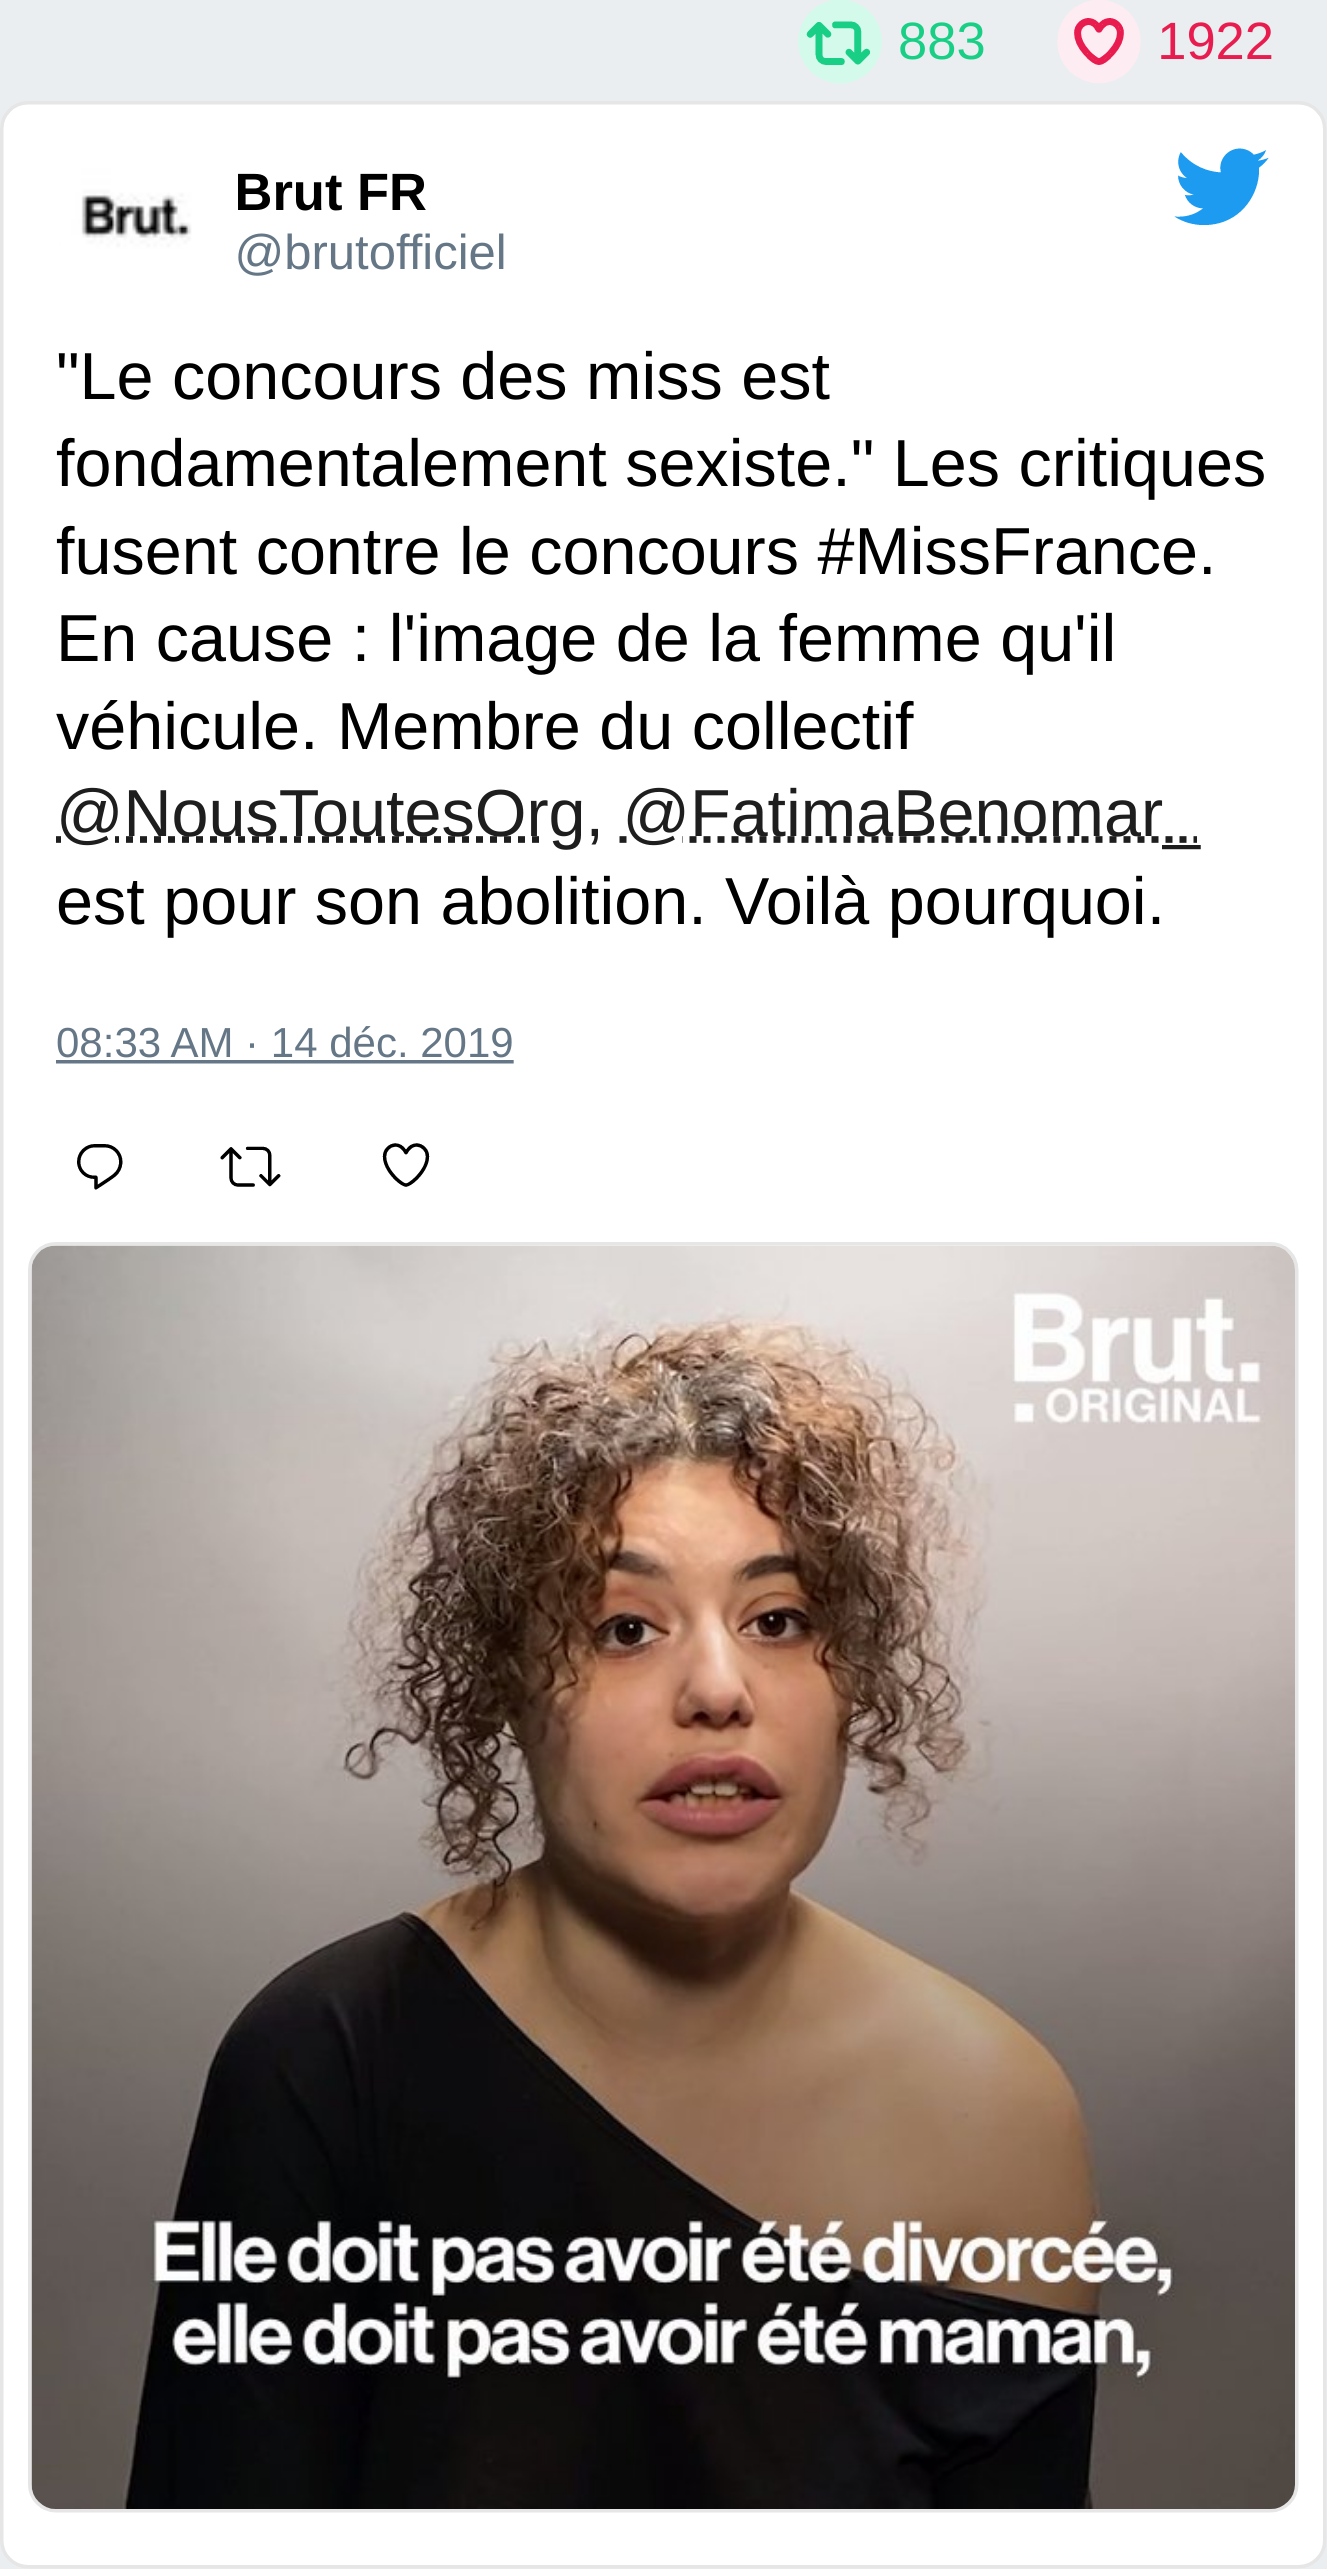 883 1922
Brut.
Brut FR
@brutofficiel
"Le concours des miss est
fondamentalement sexiste." Les critiques
fusent contre le concours #MissFrance.
En cause : l'image de la femme qu'il
véhicule. Membre du collectif
@NousToutesOrg, @FatimaBenomar_
est pour son abolition. Voilà pourquoi.
08:33 AM · 14 déc. 2019
Brut.
ORIGINAL
Elle doit pas avoir été divorcée,
elle doit pas avoir été maman,